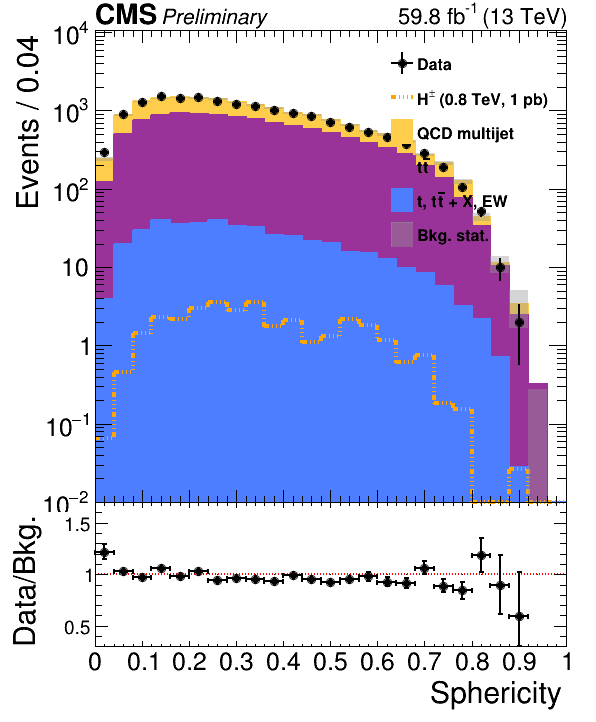 CMS Preliminary 59.8 fb⁻¹ (13 TeV)
Events / 0.04
10⁴
10³
10²
10
1
10⁻¹
10⁻²
Data
H± (0.8 TeV, 1 pb)
QCD multijet
tt̄
t, tt̄ + X, EW
Bkg. stat.
Data/Bkg.
1.5
1
0.5
0 0.1 0.2 0.3 0.4 0.5 0.6 0.7 0.8 0.9 1
Sphericity